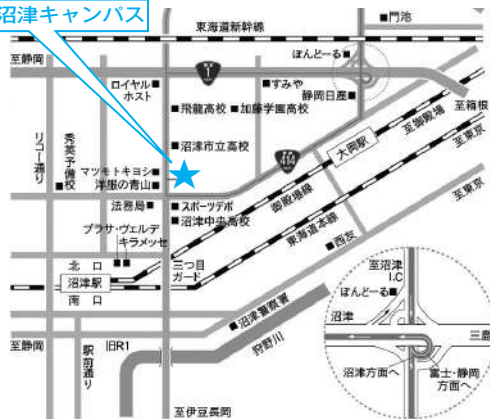 沼津キャンパス
東海道新幹線
■門池
ぽんどーる■
至静岡
1
ロイヤル■
ホスト
■すみや
静岡日産■
■飛龍高校
■加藤学園高校
至箱根
至御殿場
リコー通り
秀英予備校■
■沼津市立高校
414
大岡駅
至東京
マツモトキヨシ■
洋服の青山■
御殿場線
至東京
法務局■
■スポーツデポ
■沼津中央高校
東海道本線
プラサ・ヴェルデ
キラメッセ
■西友
北口
沼津駅
南口
三つ目
ガード
至沼津
I.C
ぽんどーる■
沼津
三島
■沼津警察署
至静岡
駅前通り
旧R1
狩野川
沼津方面へ
富士・静岡
方面へ
至伊豆長岡